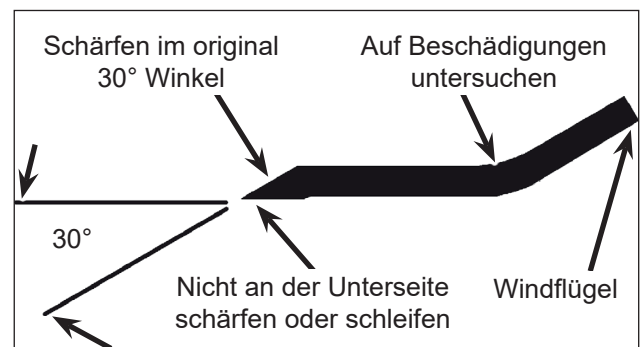 Schärfen im original
30° Winkel
Auf Beschädigungen
untersuchen
30°
Nicht an der Unterseite
schärfen oder schleifen
Windflügel